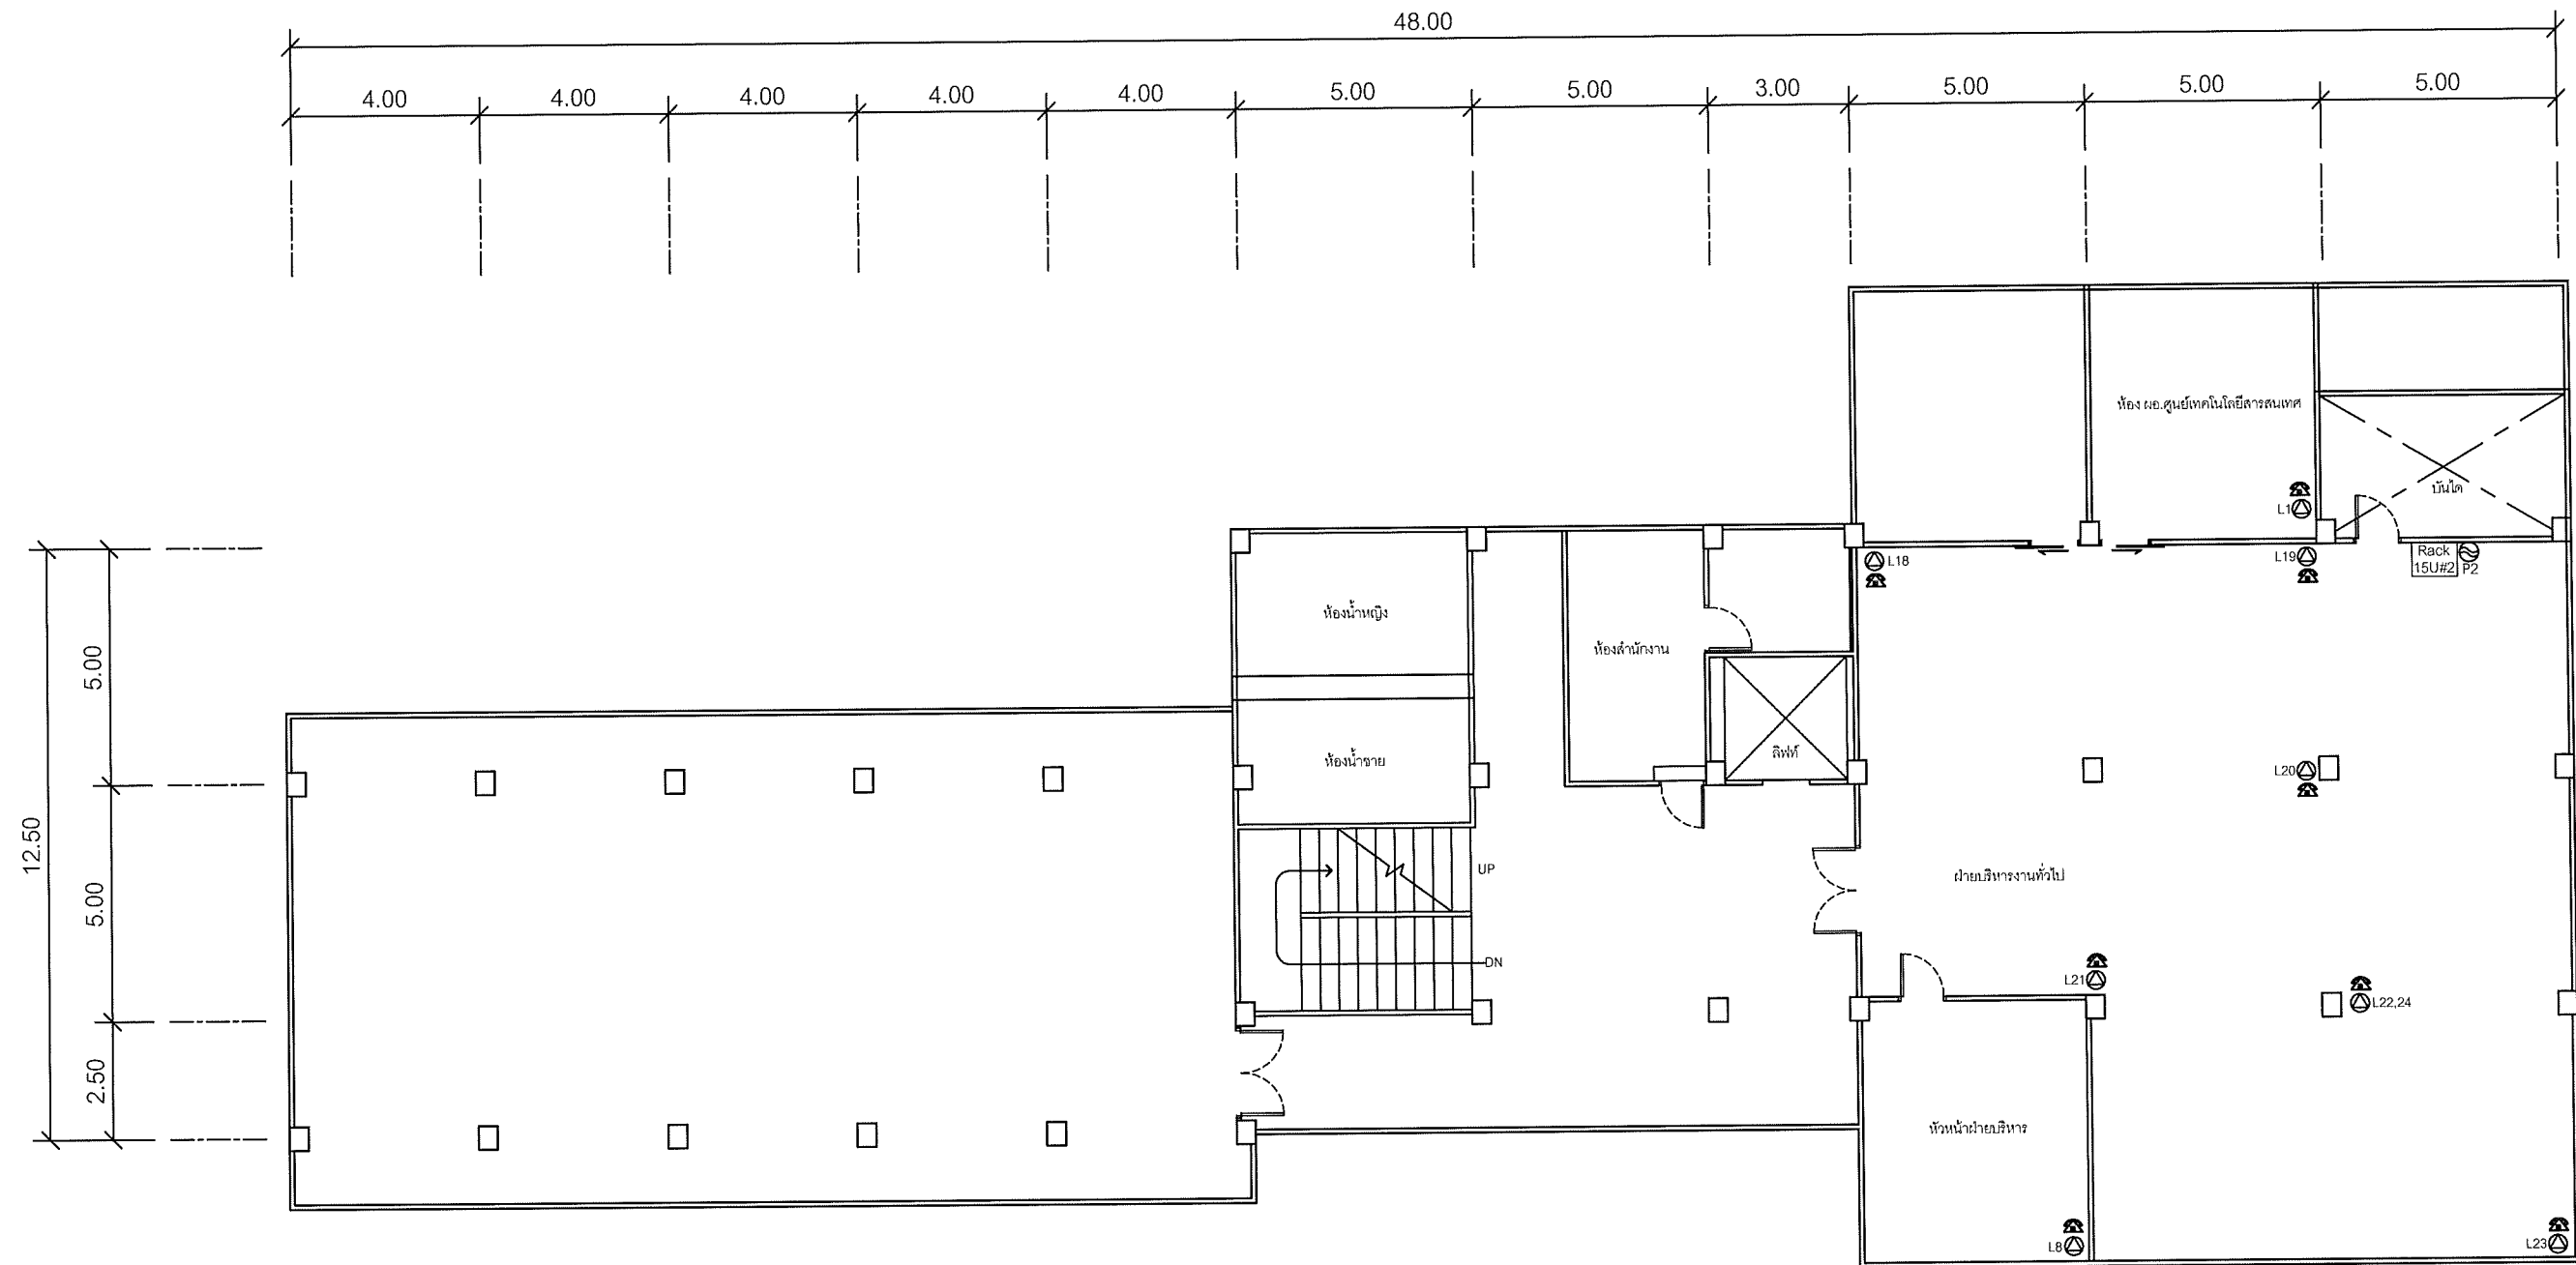 48.00
4.00 4.00 4.00 4.00 4.00 5.00 5.00 3.00 5.00 5.00 5.00
ห้อง ผอ.ศูนย์เทคโนโลยีสารสนเทศ
บันได
L1
L18
L19
Rack
15U#2
P2
ห้องน้ำหญิง
ห้องสำนักงาน
5.00
ลิฟท์
ห้องน้ำชาย
L20
12.50
UP
ฝ่ายบริหารงานทั่วไป
5.00
DN
L21
L22,24
2.50
หัวหน้าฝ่ายบริหาร
L8
L23